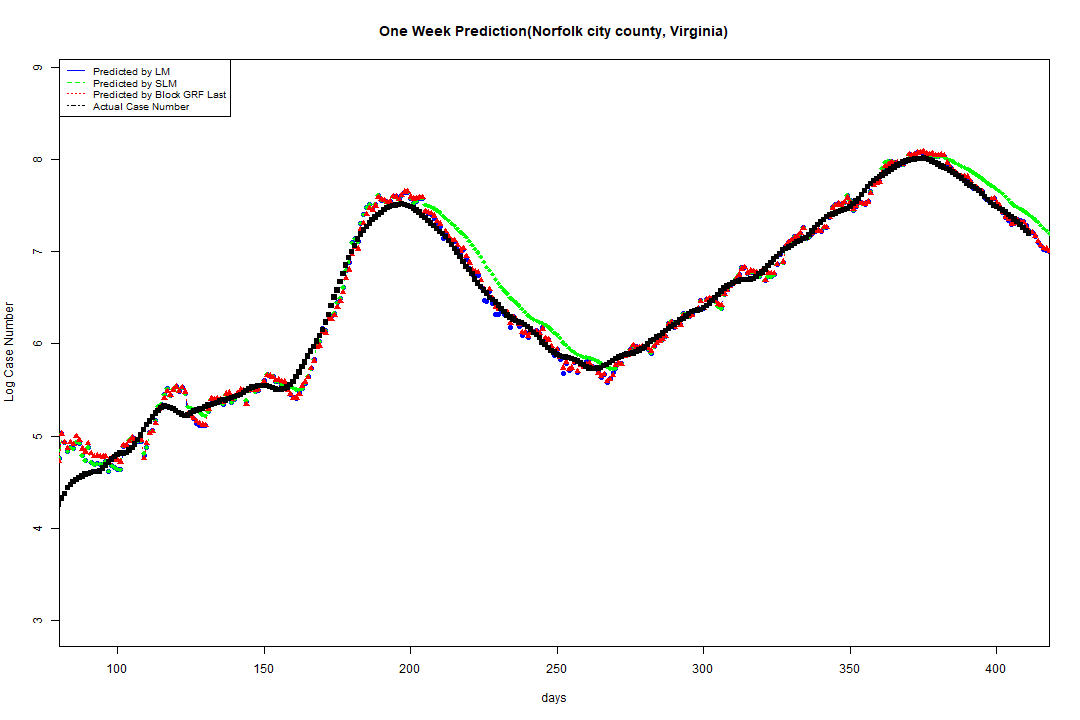 One Week Prediction(Norfolk city county, Virginia)
Predicted by LM
Predicted by SLM
Predicted by Block GRF Last
Actual Case Number
Log Case Number
9
8
7
6
5
4
3
100 150 200 250 300 350 400
days